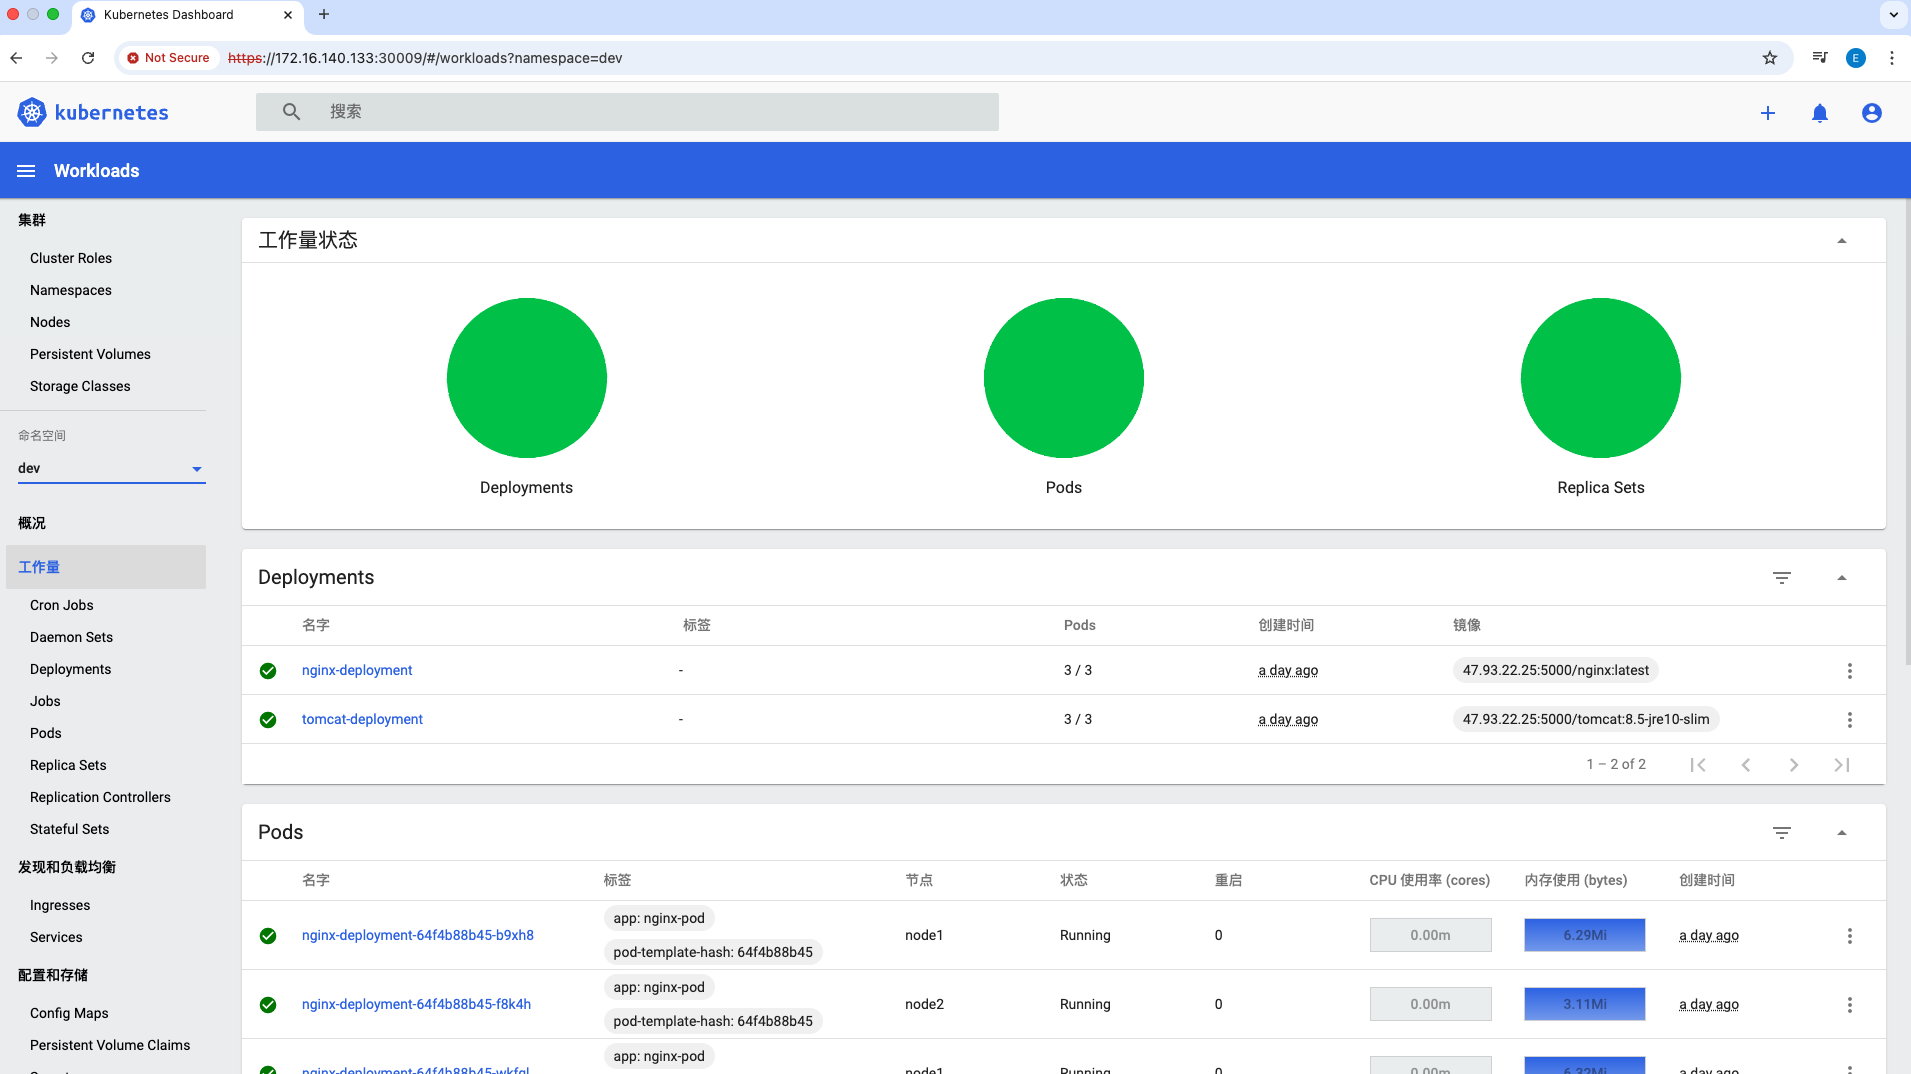 Kubernetes Dashboard
Not Secure https://172.16.140.133:30009/#/workloads?namespace=dev
E
kubernetes
搜索
Workloads
集群
Cluster Roles
Namespaces
Nodes
Persistent Volumes
Storage Classes
命名空间
dev
概况
工作量
Cron Jobs
Daemon Sets
Deployments
Jobs
Pods
Replica Sets
Replication Controllers
Stateful Sets
发现和负载均衡
Ingresses
Services
配置和存储
Config Maps
Persistent Volume Claims
工作量状态
Deployments
Pods
Replica Sets
Deployments
名字 标签 Pods 创建时间 镜像
nginx-deployment - 3 / 3 a day ago 47.93.22.25:5000/nginx:latest
tomcat-deployment - 3 / 3 a day ago 47.93.22.25:5000/tomcat:8.5-jre10-slim
1 – 2 of 2
Pods
名字 标签 节点 状态 重启 CPU 使用率 (cores) 内存使用 (bytes) 创建时间
app: nginx-pod
nginx-deployment-64f4b88b45-b9xh8 node1 Running 0 0.00m 6.29Mi a day ago
pod-template-hash: 64f4b88b45
app: nginx-pod
nginx-deployment-64f4b88b45-f8k4h node2 Running 0 0.00m 3.11Mi a day ago
pod-template-hash: 64f4b88b45
app: nginx-pod
node1 Running 0 0.00m 6.32Mi a day ago